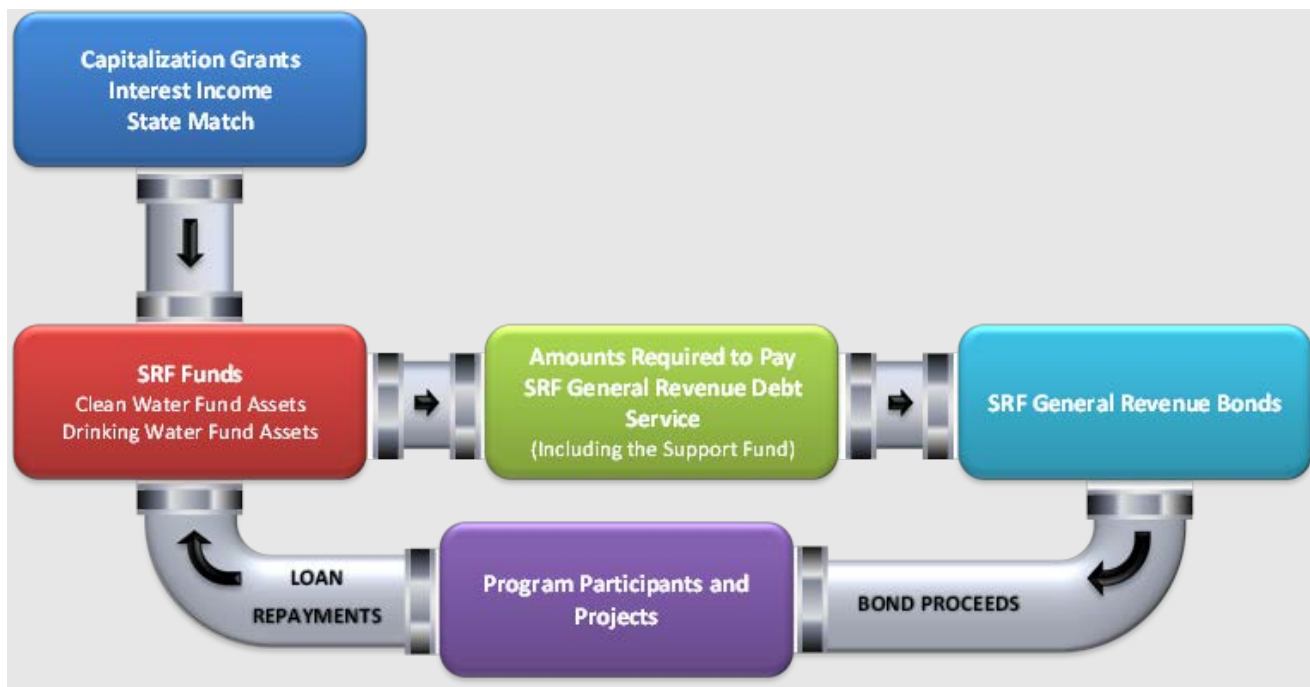 Capitalization Grants
Interest Income
State Match
SRF Funds
Clean Water Fund Assets
Drinking Water Fund Assets
Amounts Required to Pay
SRF General Revenue Debt
Service
(Including the Support Fund)
SRF General Revenue Bonds
LOAN
REPAYMENTS
Program Participants and
Projects
BOND PROCEEDS